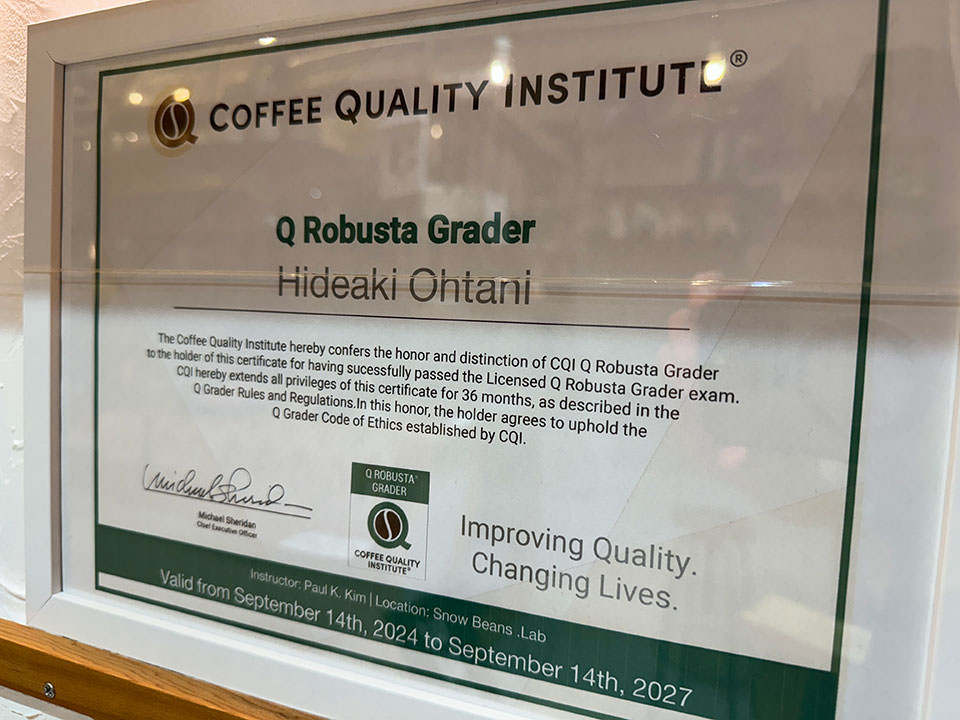 COFFEE QUALITY INSTITUTE®
Q Robusta Grader
Hideaki Ohtani
The Coffee Quality Institute hereby confers the honor and distinction of CQI Q Robusta Grader
to the holder of this certificate for having sucessfully passed the Licensed Q Robusta Grader exam.
CQI hereby extends all privileges of this certificate for 36 months, as described in the
Q Grader Rules and Regulations.In this honor, the holder agrees to uphold the
Q Grader Code of Ethics established by CQI.
Michael Sheridan
Michael Sheridan
Chief Executive Officer
Q ROBUSTA
GRADER
COFFEE QUALITY
INSTITUTE®
Improving Quality.
Changing Lives.
Instructor: Paul K. Kim | Location: Snow Beans .Lab
Valid from September 14th, 2024 to September 14th, 2027